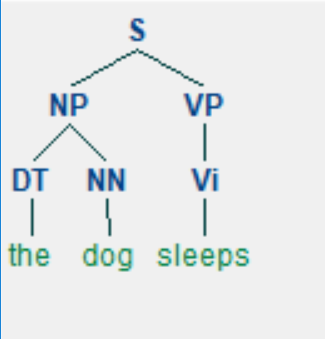 S
NP VP
DT NN Vi
the dog sleeps